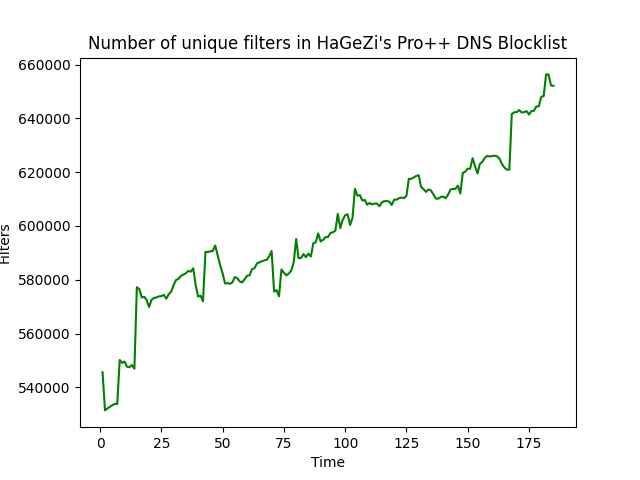 Number of unique filters in HaGeZi's Pro++ DNS Blocklist
660000
640000
620000
600000
580000
560000
540000
Filters
0 25 50 75 100 125 150 175
Time